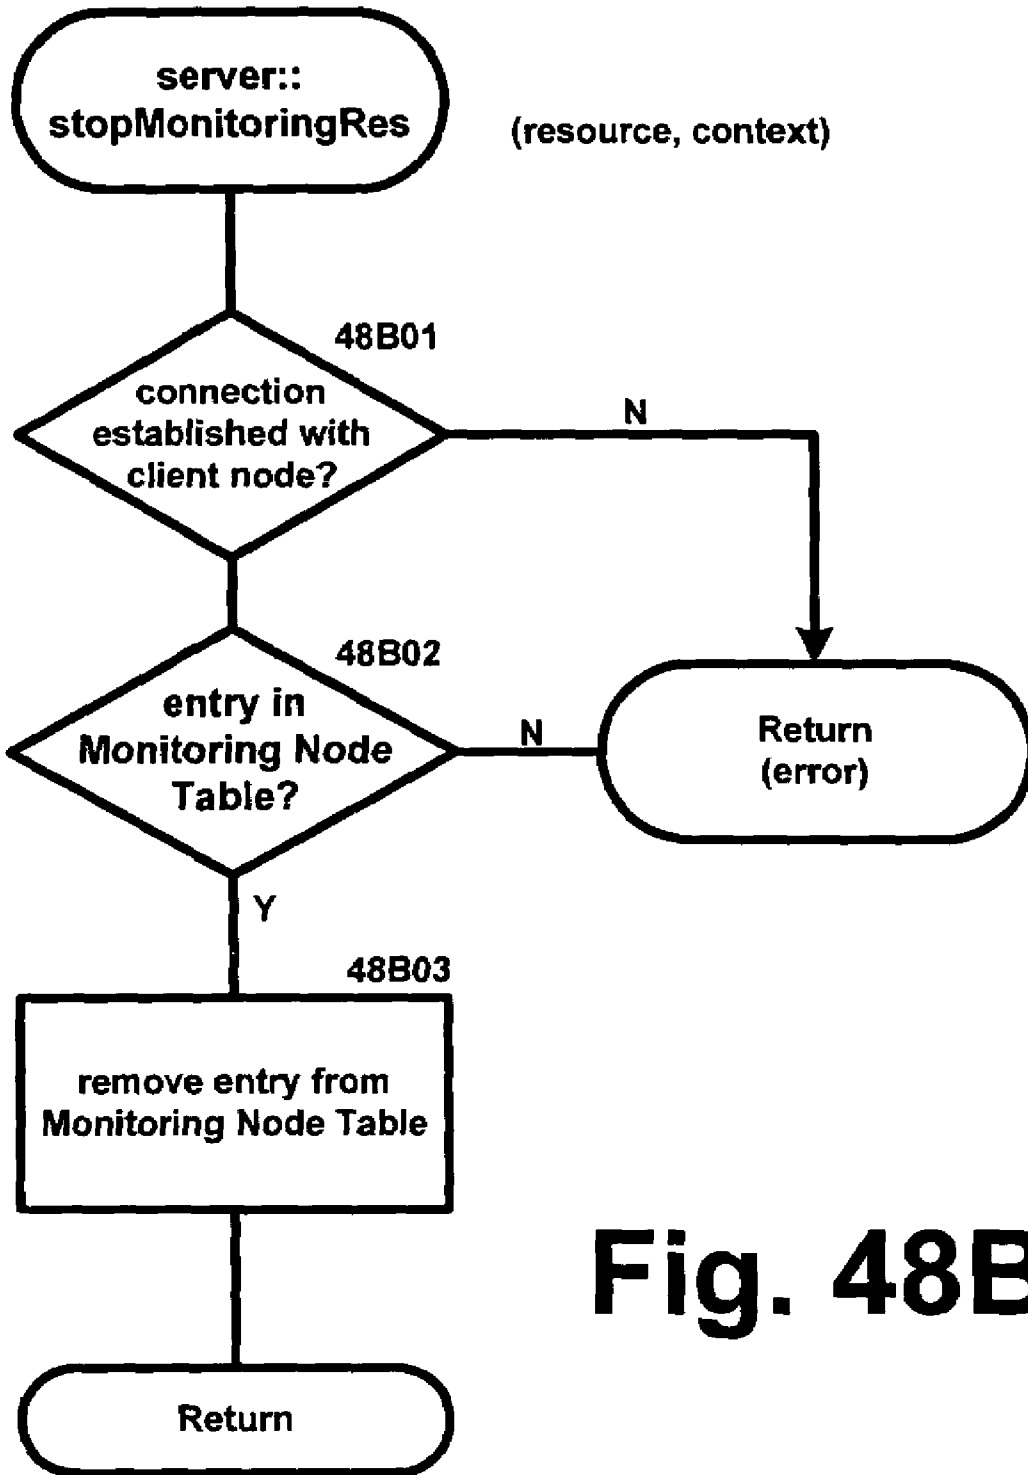 server::
stopMonitoringRes
(resource, context)
48B01
connection
established with
client node?
N
48B02
entry in
Monitoring Node
Table?
N
Return
(error)
Y
48B03
remove entry from
Monitoring Node Table
Fig. 48B
Return